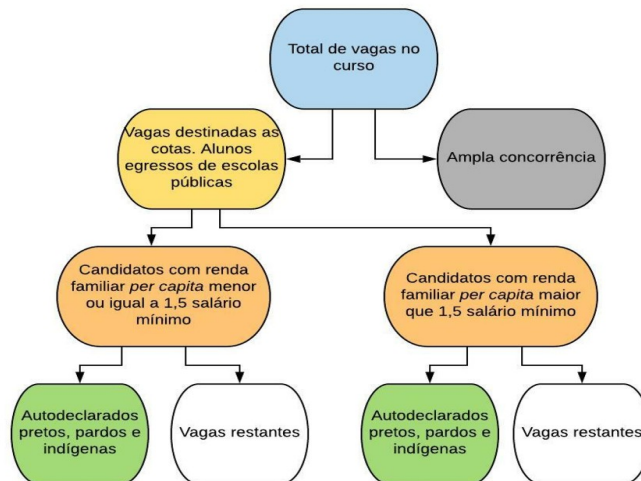 Total de vagas no
curso
Vagas destinadas as
cotas. Alunos
egressos de escolas
públicas
Ampla concorrência
Candidatos com renda
familiar per capita menor
ou igual a 1,5 salário
mínimo
Candidatos com renda
familiar per capita maior
que 1,5 salário mínimo
Autodeclarados
pretos, pardos e
indígenas
Vagas restantes
Autodeclarados
pretos, pardos e
indígenas
Vagas restantes